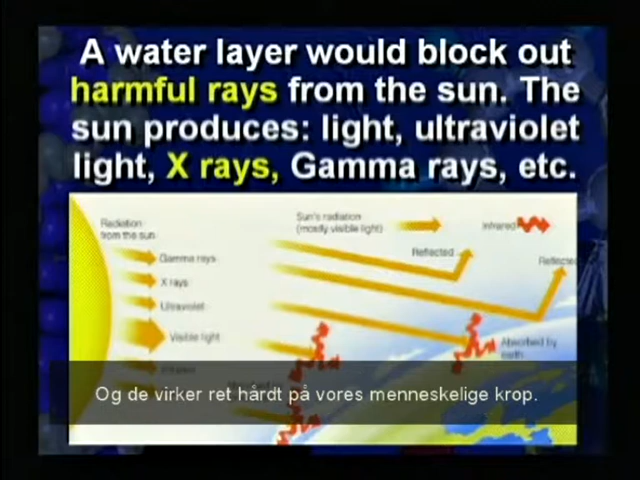 A water layer would block out
harmful rays from the sun. The
sun produces: light, ultraviolet
light, X rays, Gamma rays, etc.
Radiation
from the sun
Sun's radiation
(mostly visible light)
Infrared
Gamma rays
Reflected
Reflected
X rays
Ultraviolet
Visible light
Absorbed by
earth
Og de virker ret hårdt på vores menneskelige krop.